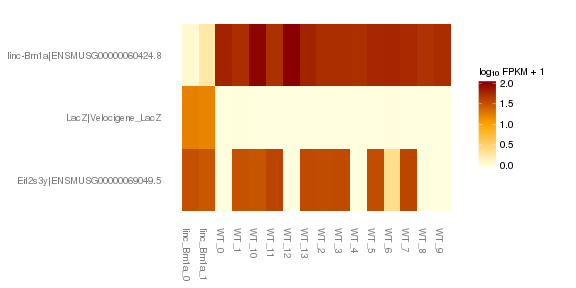 linc-Brn1a|ENSMUSG00000060424.8
LacZ|Velocigene_LacZ
Eif2s3y|ENSMUSG00000069049.5
log10 FPKM + 1
2.0
1.5
1.0
0.5
0.0
linc_Brn1a_0
linc_Brn1a_1
WT_0
WT_1
WT_10
WT_11
WT_12
WT_13
WT_2
WT_3
WT_4
WT_5
WT_6
WT_7
WT_8
WT_9